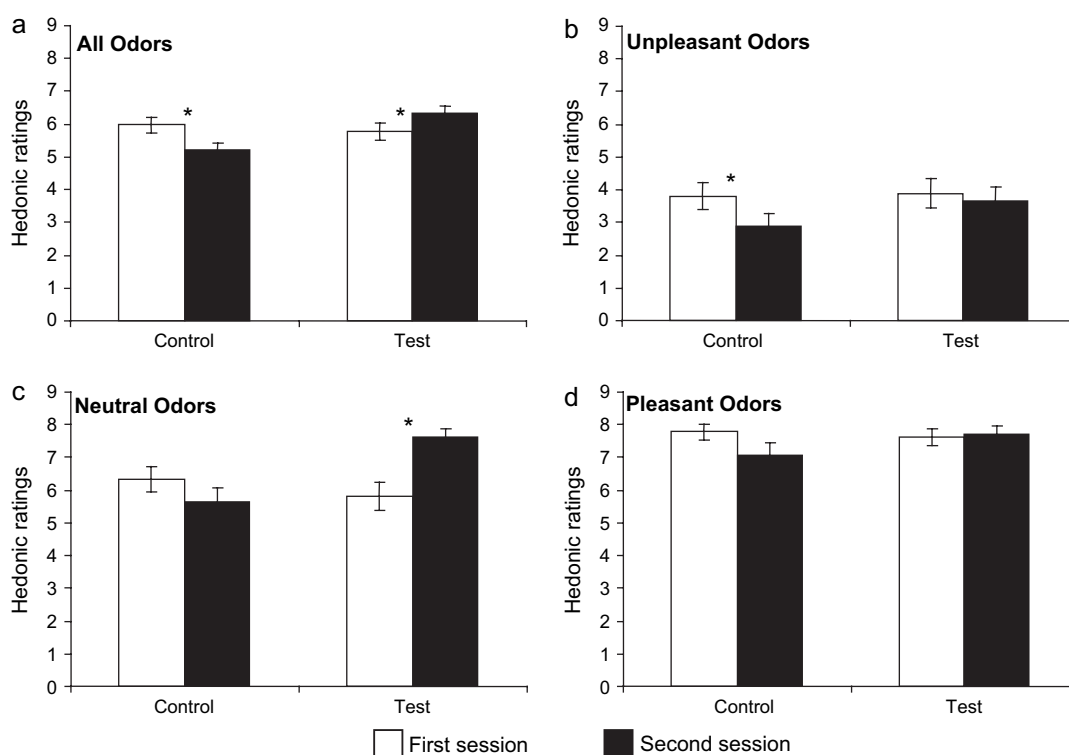 a
All Odors
Hedonic ratings
9
8
7
6
5
4
3
2
1
0
*
*
Control
Test
b
Unpleasant Odors
Hedonic ratings
9
8
7
6
5
4
3
2
1
0
*
Control
Test
c
Neutral Odors
Hedonic ratings
9
8
7
6
5
4
3
2
1
0
*
Control
Test
d
Pleasant Odors
Hedonic ratings
9
8
7
6
5
4
3
2
1
0
Control
Test
First session
Second session